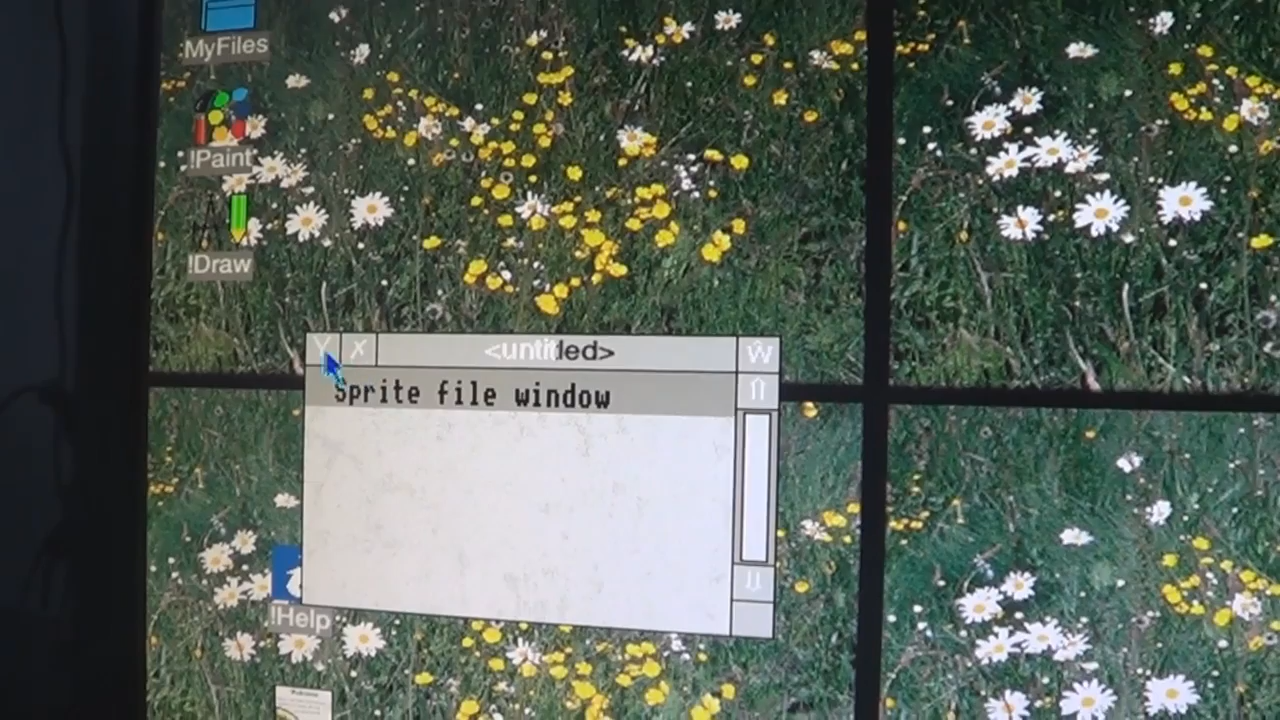 MyFiles
!Paint
!Draw
Y X <untitled> Ŵ
Sprite file window
!Help